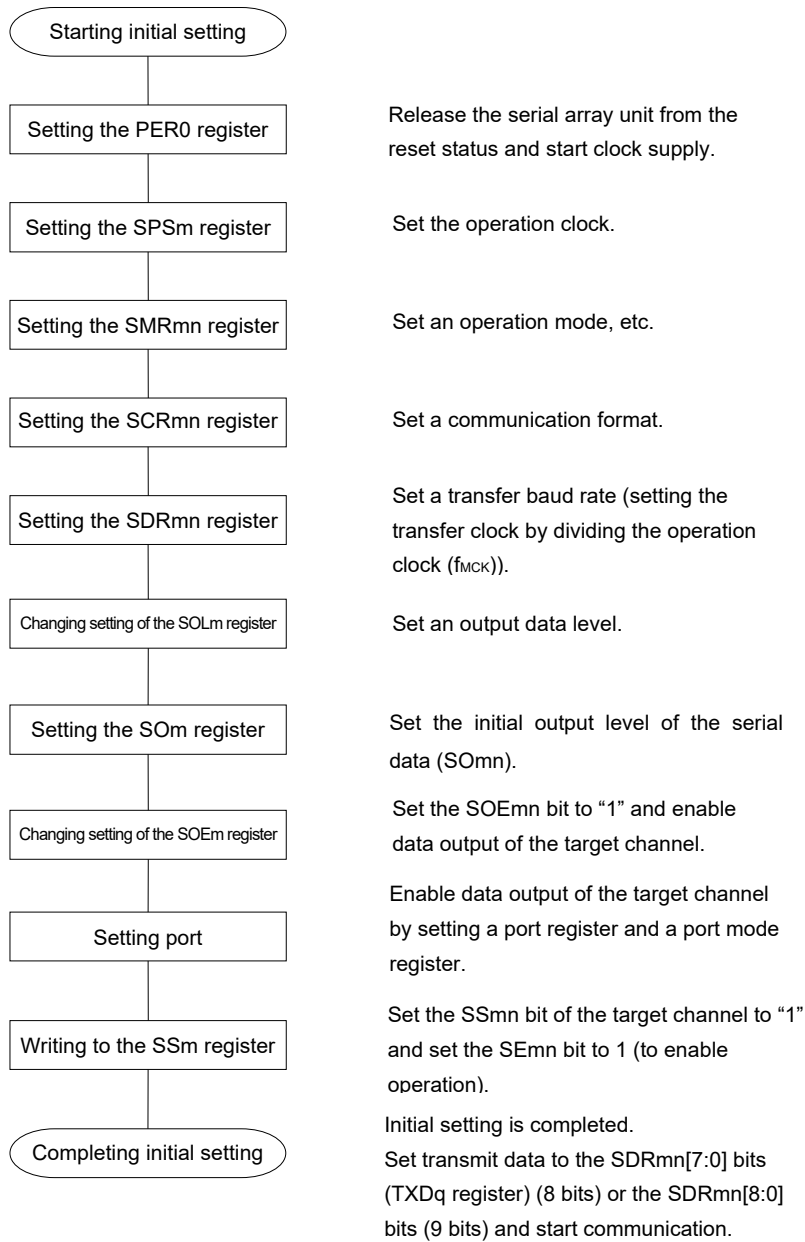 Starting initial setting
Setting the PER0 register
Release the serial array unit from the
reset status and start clock supply.
Setting the SPSm register
Set the operation clock.
Setting the SMRmn register
Set an operation mode, etc.
Setting the SCRmn register
Set a communication format.
Setting the SDRmn register
Set a transfer baud rate (setting the
transfer clock by dividing the operation
clock (fMCK)).
Changing setting of the SOLm register
Set an output data level.
Setting the SOm register
Set the initial output level of the serial
data (SOmn).
Changing setting of the SOEm register
Set the SOEmn bit to “1” and enable
data output of the target channel.
Setting port
Enable data output of the target channel
by setting a port register and a port mode
register.
Writing to the SSm register
Set the SSmn bit of the target channel to “1”
and set the SEmn bit to 1 (to enable
operation).
Completing initial setting
Initial setting is completed.
Set transmit data to the SDRmn[7:0] bits
(TXDq register) (8 bits) or the SDRmn[8:0]
bits (9 bits) and start communication.